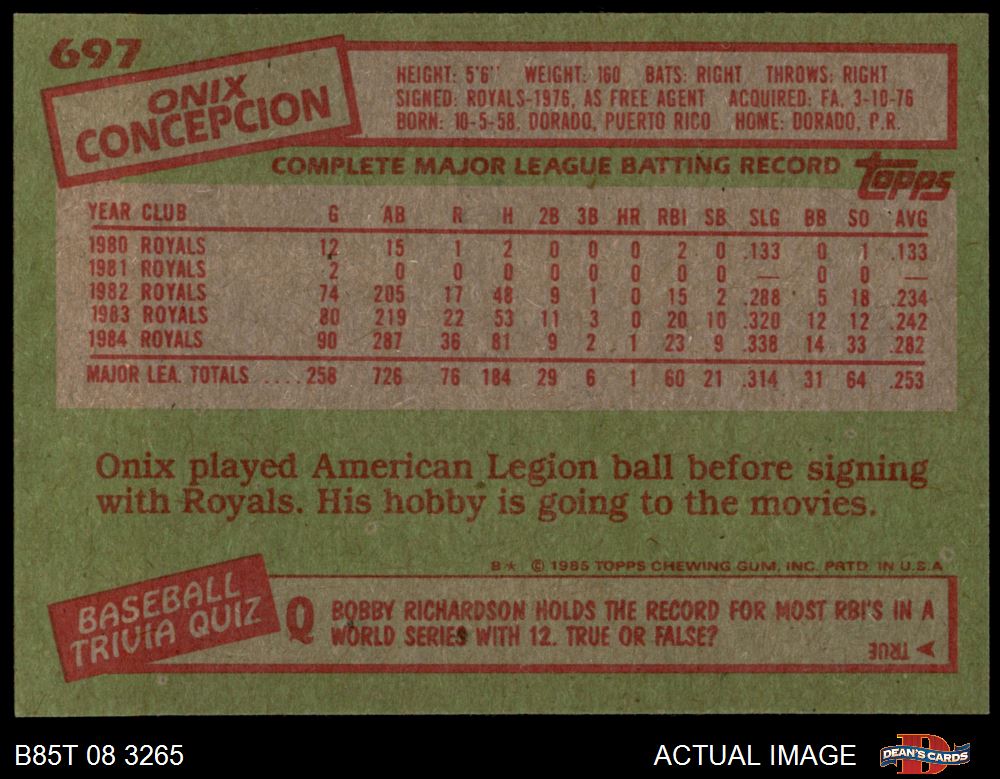 697
ONIX
CONCEPCION
HEIGHT: 5'6" WEIGHT: 160 BATS: RIGHT THROWS: RIGHT
SIGNED: ROYALS-1976, AS FREE AGENT ACQUIRED: FA, 3-10-76
BORN: 10-5-58, DORADO, PUERTO RICO HOME: DORADO, P.R.
COMPLETE MAJOR LEAGUE BATTING RECORD topps
YEAR CLUB G AB R H 2B 3B HR RBI SB SLG BB SO AVG
1980 ROYALS 12 15 1 2 0 0 0 2 0 .133 0 1 .133
1981 ROYALS 2 0 0 0 0 0 0 0 0 — 0 0 —
1982 ROYALS 74 205 17 48 9 1 0 15 2 .288 5 18 .234
1983 ROYALS 80 219 22 53 11 3 0 20 10 .320 12 12 .242
1984 ROYALS 90 287 36 81 9 2 1 23 9 .338 14 33 .282
MAJOR LEA. TOTALS ....258 726 76 184 29 6 1 60 21 .314 31 64 .253
Onix played American Legion ball before signing
with Royals. His hobby is going to the movies.
B* © 1985 TOPPS CHEWING GUM, INC. PRTD. IN U.S.A
BASEBALL
TRIVIA QUIZ
Q BOBBY RICHARDSON HOLDS THE RECORD FOR MOST RBI'S IN A
WORLD SERIES WITH 12. TRUE OR FALSE?
TRUE
B85T 08 3265
ACTUAL IMAGE
D
DEAN'S CARDS